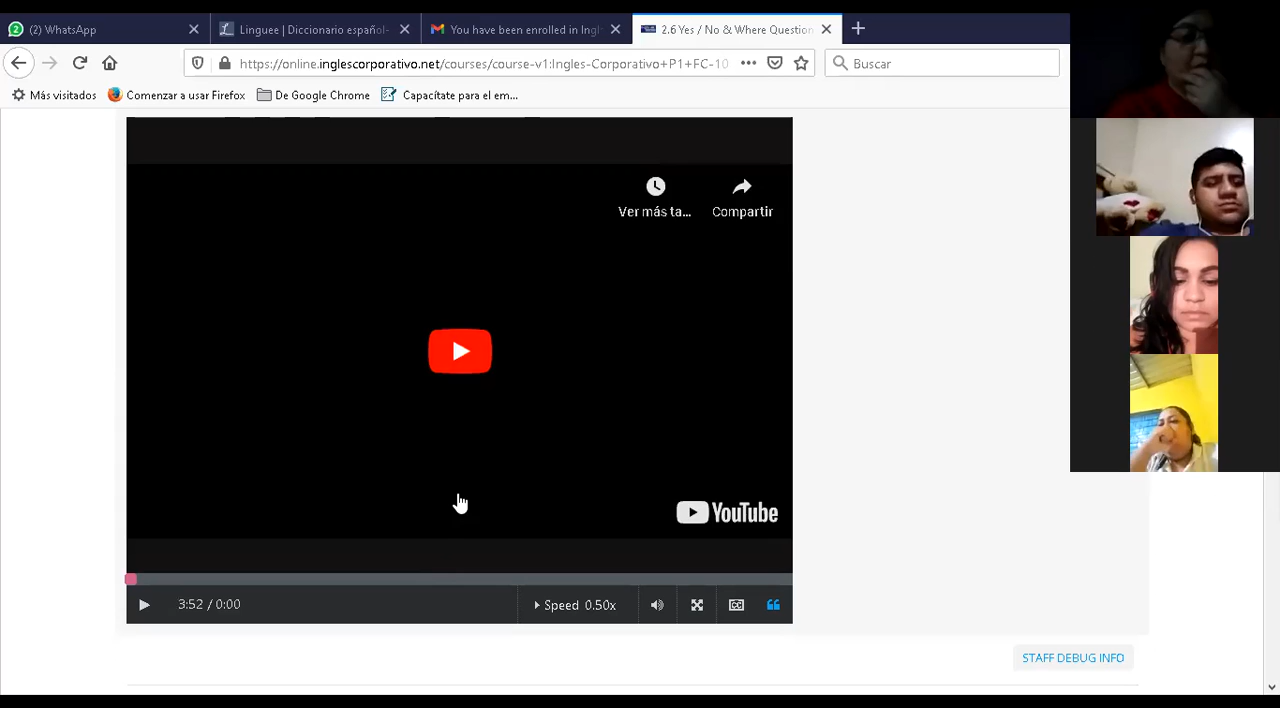 2 (2) WhatsApp
Linguee | Diccionario español-
You have been enrolled in Ingl
2.6 Yes / No & Where Question
https://online.inglescorporativo.net/courses/course-v1:Ingles-Corporativo+P1+FC-10
Buscar
Más visitados
Comenzar a usar Firefox
De Google Chrome
Capacítate para el em...
Ver más ta...
Compartir
YouTube
3:52 / 0:00
Speed 0.50x
CC
STAFF DEBUG INFO